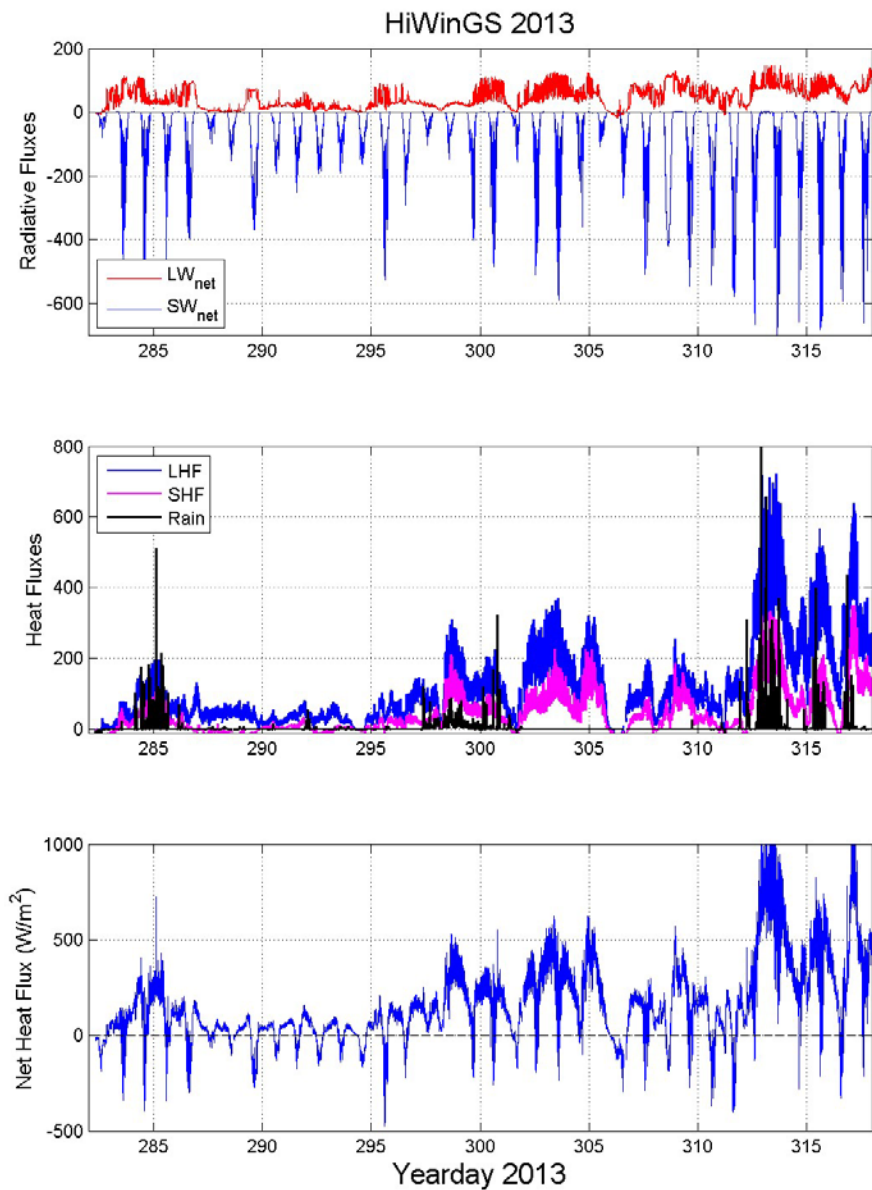 HiWinGS 2013
200
0
-200
-400
-600
Radiative Fluxes
LWnet
SWnet
285 290 295 300 305 310 315
800
600
400
200
0
Heat Fluxes
LHF
SHF
Rain
285 290 295 300 305 310 315
1000
500
0
-500
Net Heat Flux (W/m²)
285 290 295 300 305 310 315
Yearday 2013